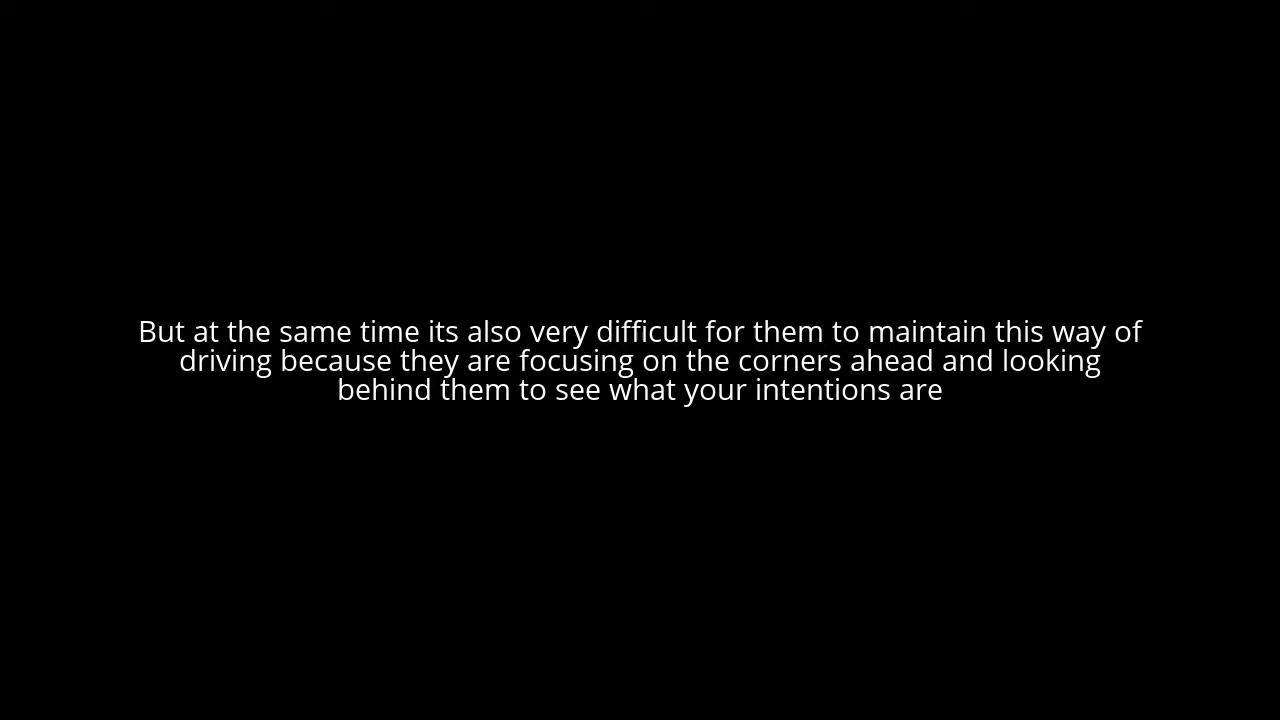 But at the same time its also very difficult for them to maintain this way of
driving because they are focusing on the corners ahead and looking
behind them to see what your intentions are